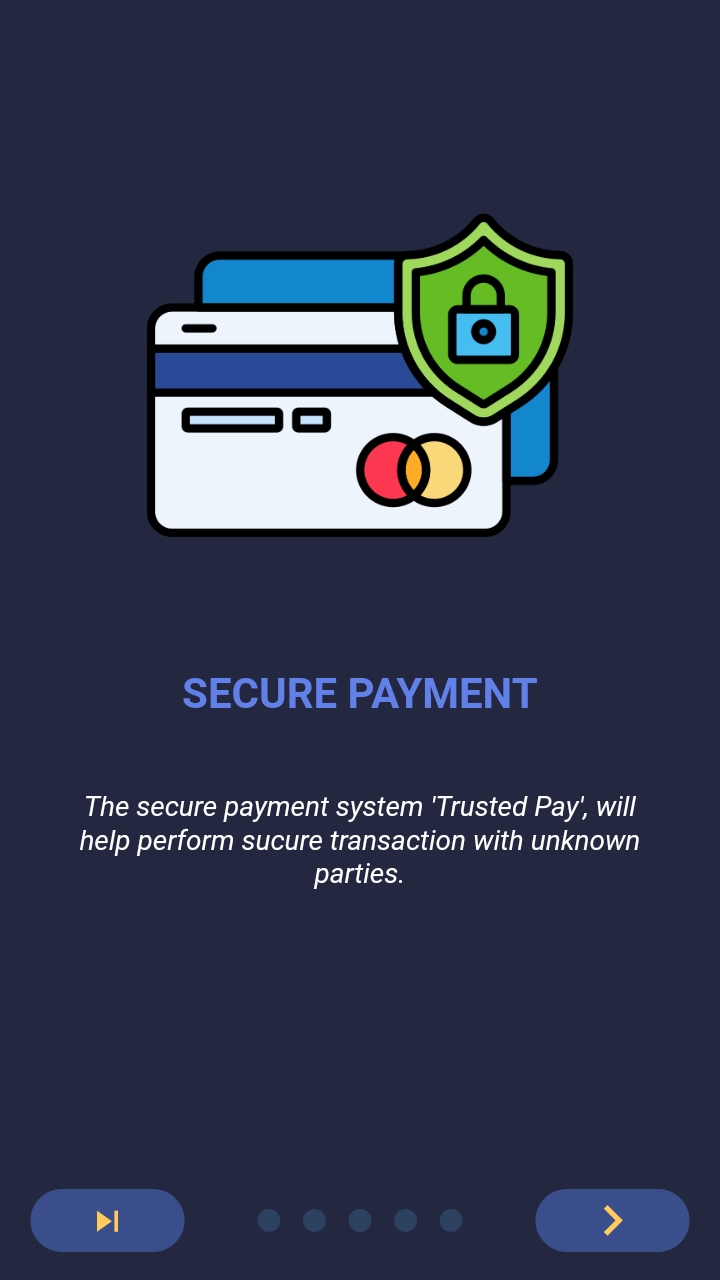 SECURE PAYMENT
The secure payment system 'Trusted Pay', will
help perform sucure transaction with unknown
parties.